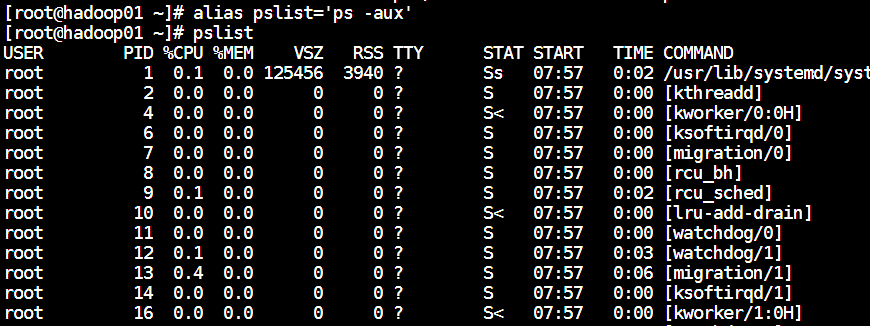 [root@hadoop01 ~]# alias pslist='ps -aux'
[root@hadoop01 ~]# pslist
USER        PID %CPU %MEM    VSZ   RSS TTY      STAT START   TIME COMMAND
root          1  0.1  0.0 125456  3940 ?        Ss   07:57   0:02 /usr/lib/systemd/syst
root          2  0.0  0.0      0     0 ?        S    07:57   0:00 [kthreadd]
root          4  0.0  0.0      0     0 ?        S<   07:57   0:00 [kworker/0:0H]
root          6  0.0  0.0      0     0 ?        S    07:57   0:00 [ksoftirqd/0]
root          7  0.0  0.0      0     0 ?        S    07:57   0:00 [migration/0]
root          8  0.0  0.0      0     0 ?        S    07:57   0:00 [rcu_bh]
root          9  0.1  0.0      0     0 ?        S    07:57   0:02 [rcu_sched]
root         10  0.0  0.0      0     0 ?        S<   07:57   0:00 [lru-add-drain]
root         11  0.0  0.0      0     0 ?        S    07:57   0:00 [watchdog/0]
root         12  0.1  0.0      0     0 ?        S    07:57   0:03 [watchdog/1]
root         13  0.4  0.0      0     0 ?        S    07:57   0:06 [migration/1]
root         14  0.0  0.0      0     0 ?        S    07:57   0:00 [ksoftirqd/1]
root         16  0.0  0.0      0     0 ?        S<   07:57   0:00 [kworker/1:0H]